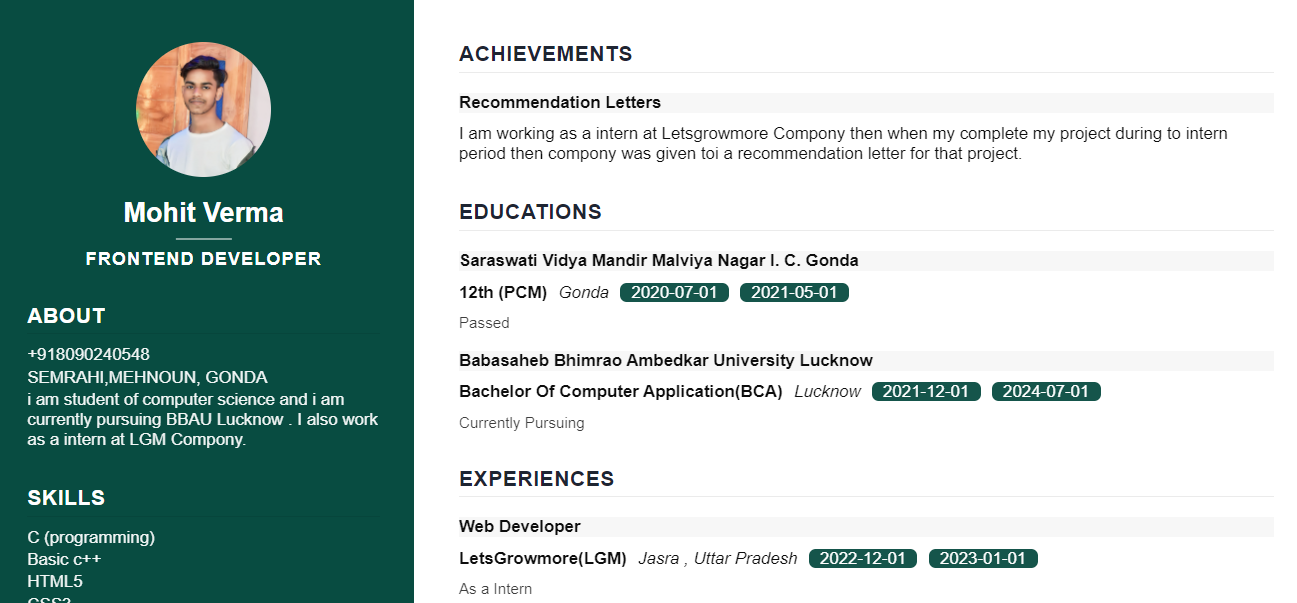 Mohit Verma
FRONTEND DEVELOPER
ABOUT
+918090240548
SEMRAHI,MEHNOUN, GONDA
i am student of computer science and i am
currently pursuing BBAU Lucknow . I also work
as a intern at LGM Compony.
SKILLS
C (programming)
Basic c++
HTML5
CSS3
ACHIEVEMENTS
Recommendation Letters
I am working as a intern at Letsgrowmore Compony then when my complete my project during to intern
period then compony was given toi a recommendation letter for that project.
EDUCATIONS
Saraswati Vidya Mandir Malviya Nagar I. C. Gonda
12th (PCM) Gonda 2020-07-01 2021-05-01
Passed
Babasaheb Bhimrao Ambedkar University Lucknow
Bachelor Of Computer Application(BCA) Lucknow 2021-12-01 2024-07-01
Currently Pursuing
EXPERIENCES
Web Developer
LetsGrowmore(LGM) Jasra , Uttar Pradesh 2022-12-01 2023-01-01
As a Intern